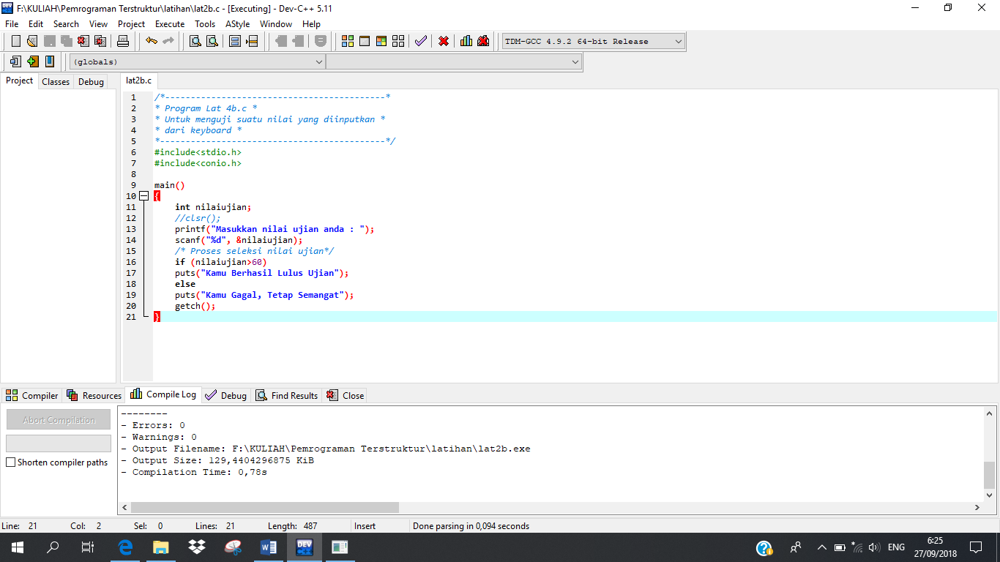 F:\KULIAH\Pemrograman Terstruktur\latihan\lat2b.c - [Executing] - Dev-C++ 5.11
File Edit Search View Project Execute Tools AStyle Window Help
TDM-GCC 4.9.2 64-bit Release
(globals)
Project Classes Debug lat2b.c
1 /*-------------------------------------------*
2 * Program Lat 4b.c *
3 * Untuk menguji suatu nilai yang diinputkan *
4 * dari keyboard *
5 *--------------------------------------------*/
6 #include<stdio.h>
7 #include<conio.h>
8
9 main()
10 {
11 int nilaiujian;
12 //clsr();
13 printf("Masukkan nilai ujian anda : ");
14 scanf("%d", &nilaiujian);
15 /* Proses seleksi nilai ujian*/
16 if (nilaiujian>60)
17 puts("Kamu Berhasil Lulus Ujian");
18 else
19 puts("Kamu Gagal, Tetap Semangat");
20 getch();
21 }
Compiler Resources Compile Log Debug Find Results Close
Abort Compilation
Shorten compiler paths
--------
- Errors: 0
- Warnings: 0
- Output Filename: F:\KULIAH\Pemrograman Terstruktur\latihan\lat2b.exe
- Output Size: 129,4404296875 KiB
- Compilation Time: 0,78s
Line: 21 Col: 2 Sel: 0 Lines: 21 Length: 487 Insert Done parsing in 0,094 seconds
ENG
6:25
27/09/2018